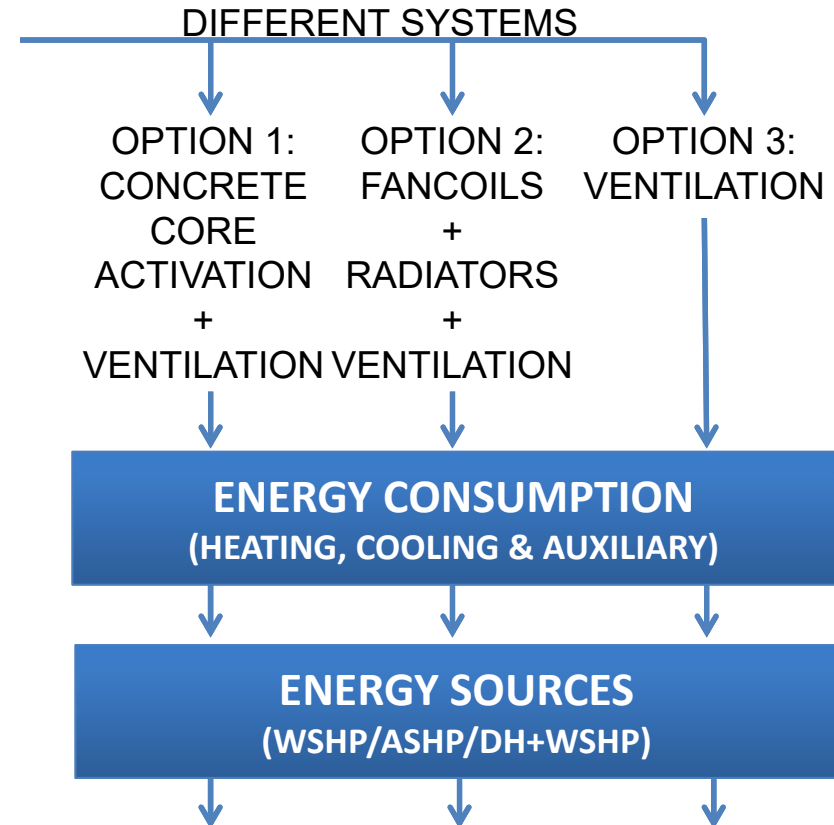 DIFFERENT SYSTEMS
OPTION 1:
CONCRETE
CORE
ACTIVATION
+
VENTILATION
OPTION 2:
FANCOILS
+
RADIATORS
+
VENTILATION
OPTION 3:
VENTILATION
ENERGY CONSUMPTION
(HEATING, COOLING & AUXILIARY)
ENERGY SOURCES
(WSHP/ASHP/DH+WSHP)